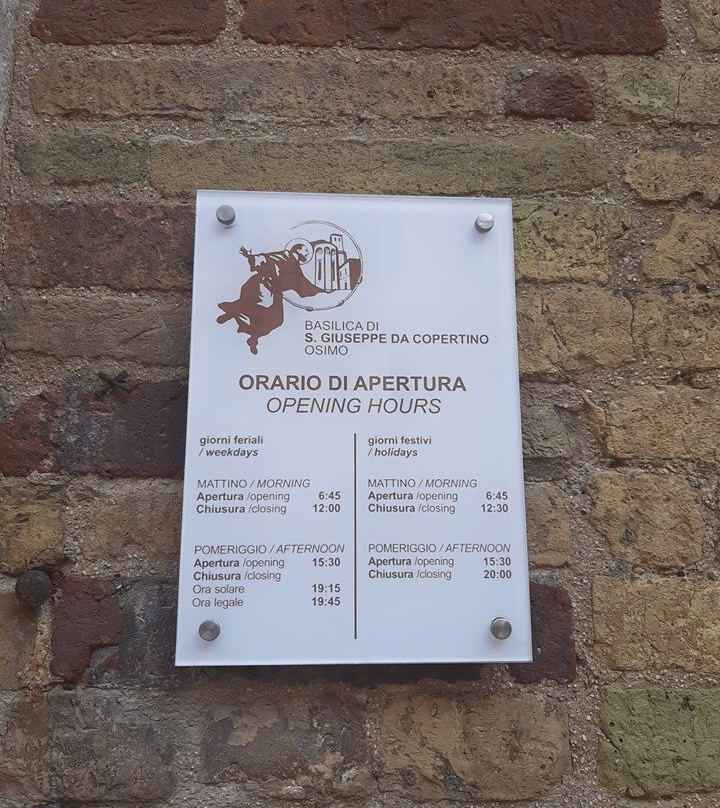 BASILICA DI
S. GIUSEPPE DA COPERTINO
OSIMO
ORARIO DI APERTURA
OPENING HOURS
giorni feriali
/ weekdays
MATTINO / MORNING
Apertura /opening 6:45
Chiusura /closing 12:00
POMERIGGIO / AFTERNOON
Apertura /opening 15:30
Chiusura /closing
Ora solare 19:15
Ora legale 19:45
giorni festivi
/ holidays
MATTINO / MORNING
Apertura /opening 6:45
Chiusura /closing 12:30
POMERIGGIO / AFTERNOON
Apertura /opening 15:30
Chiusura /closing 20:00